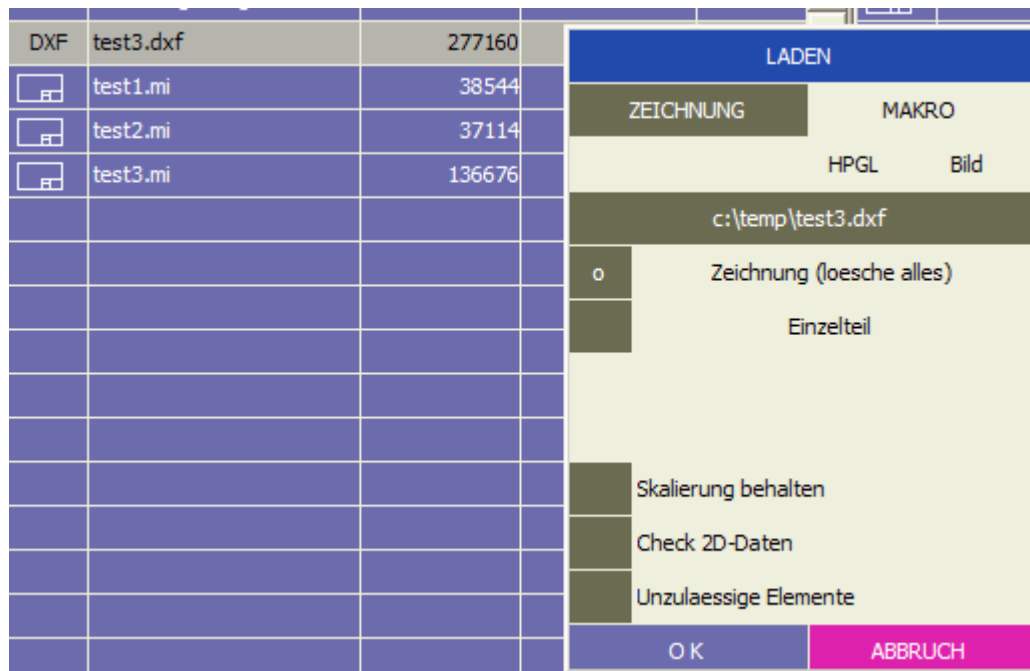 DXF test3.dxf 277160
test1.mi 38544
test2.mi 37114
test3.mi 136676
LADEN
ZEICHNUNG MAKRO
HPGL Bild
c:\temp\test3.dxf
o Zeichnung (loesche alles)
Einzelteil
Skalierung behalten
Check 2D-Daten
Unzulaessige Elemente
O K ABBRUCH